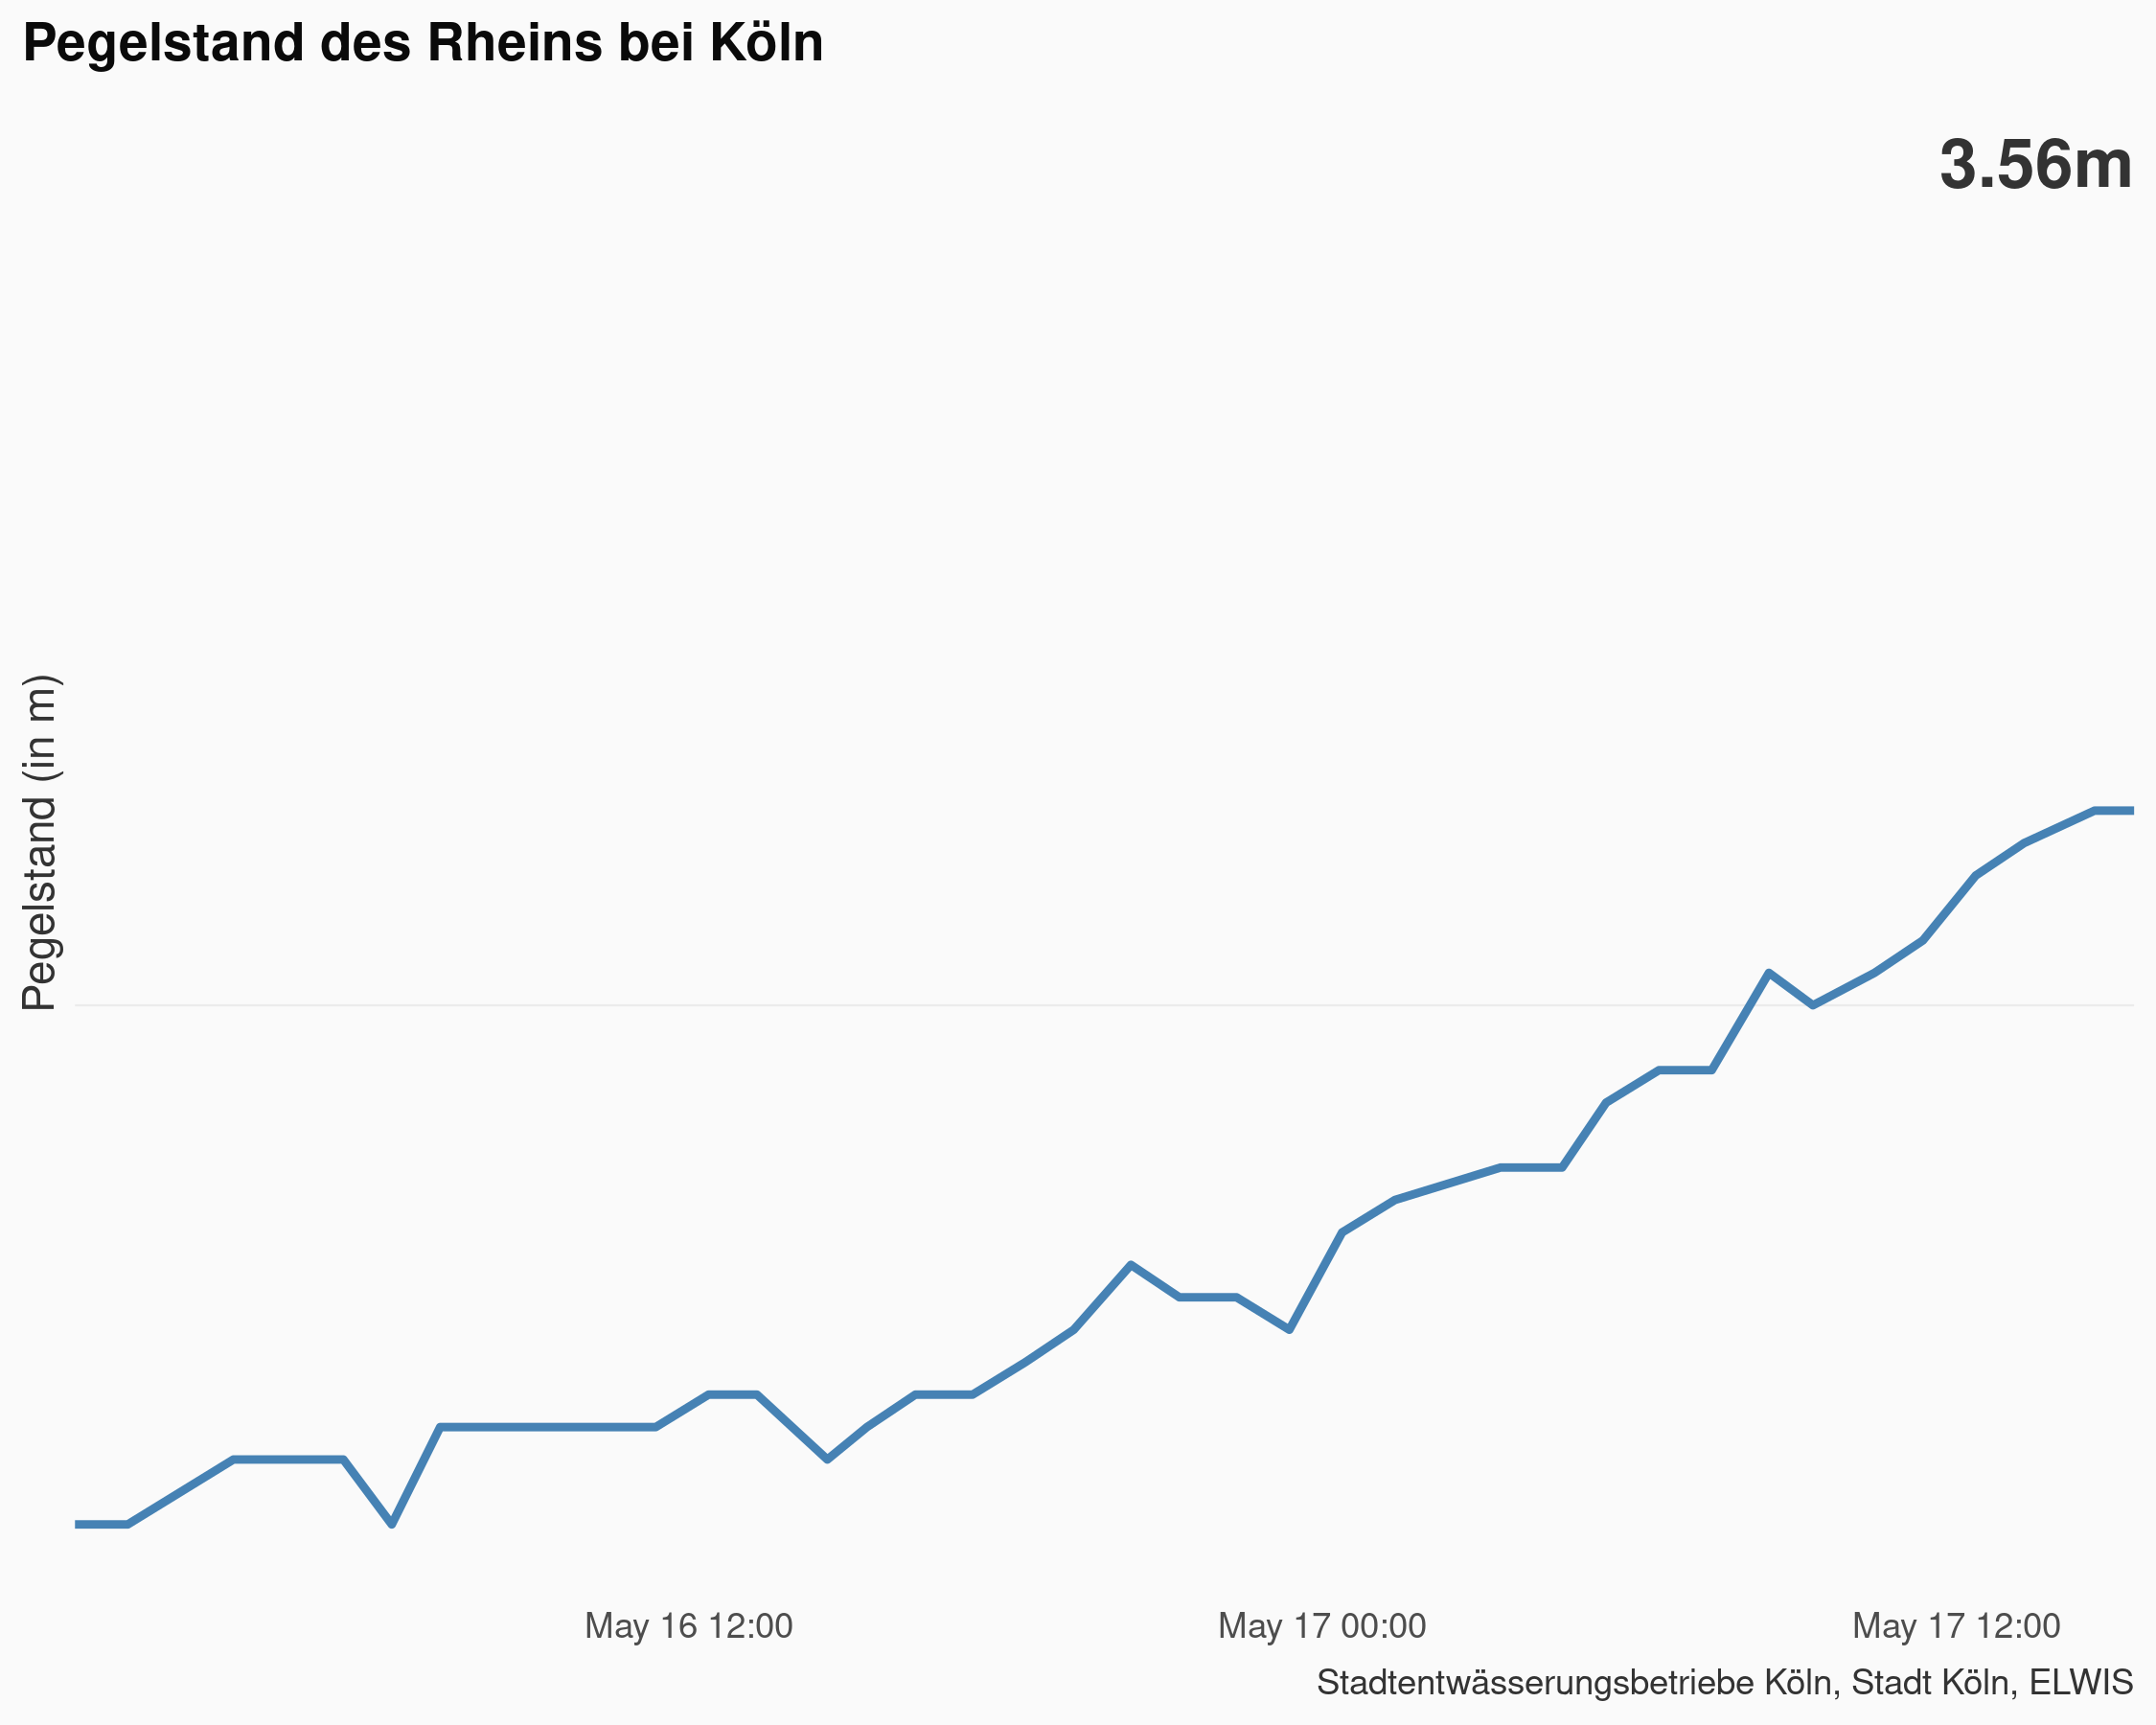 Pegelstand des Rheins bei Köln
3.56m
Pegelstand (in m)
May 16 12:00
May 17 00:00
May 17 12:00
Stadtentwässerungsbetriebe Köln, Stadt Köln, ELWIS